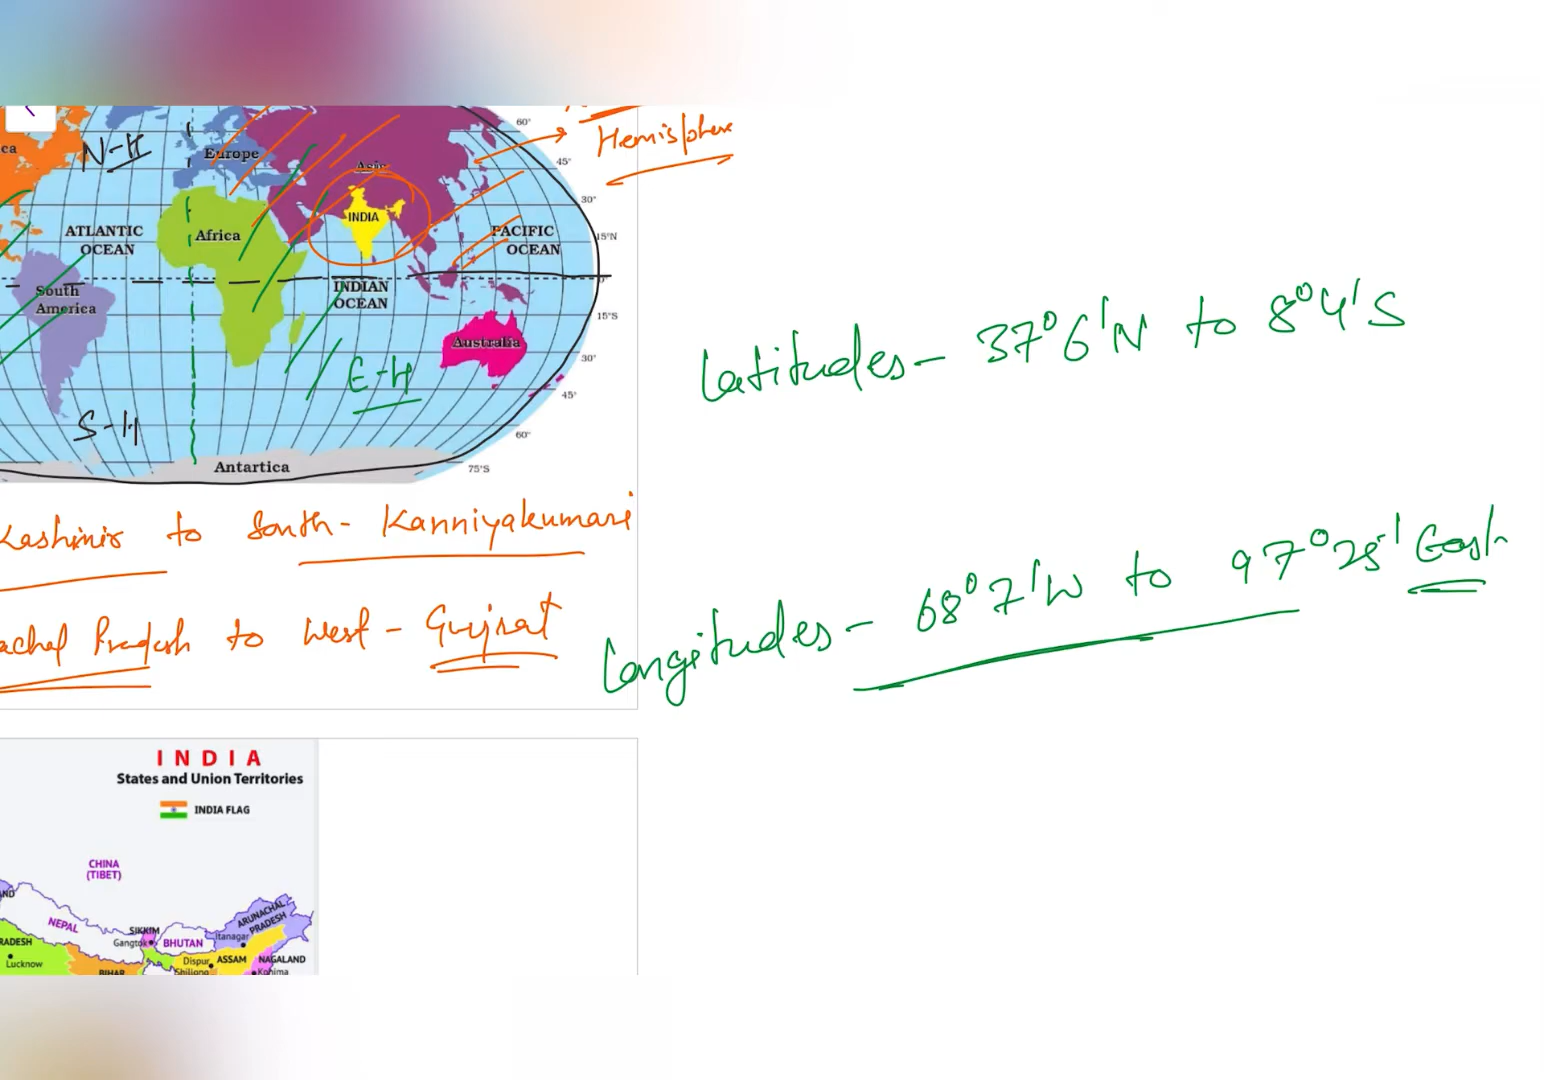 60°
Hemisphere
N-H
ca
Europe
45°
Asia
30°
INDIA
ATLANTIC
OCEAN
Africa
PACIFIC
OCEAN
15°N
0°
INDIAN
OCEAN
South
America
15°S
Australia
30°
E-H
45°
S-H
60°
Antartica
75°S
Latitudes - 37°6'N to 8°4'S
Kashmir to South - Kanniyakumari
achal Pradesh to West - Gujrat
Longitudes - 68°7'W to 97°25' East
INDIA
States and Union Territories
INDIA FLAG
CHINA
(TIBET)
ARUNACHAL
PRADESH
NEPAL
SIKKIM
Gangtok
BHUTAN
Itanagar
RADESH
Lucknow
BIHAR
Dispur
ASSAM
NAGALAND
Shillong
Kohima